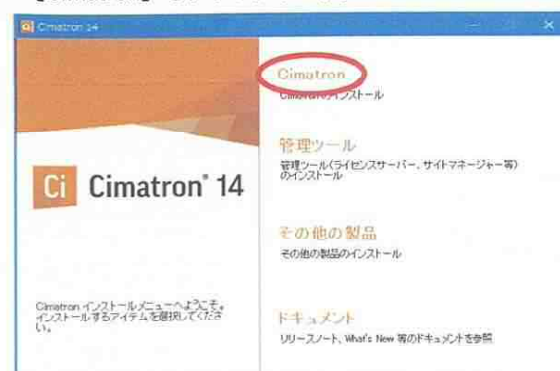 Cimatron 14
Cimatron
Cimatronのインストール
管理ツール
管理ツール(ライセンスサーバー、サイトマネージャー等)
のインストール
Ci Cimatron® 14
その他の製品
その他の製品のインストール
Cimatron インストールメニューへようこそ。
インストールするアイテムを選択してくださ
い。
ドキュメント
リリースノート、What's New 等のドキュメントを参照